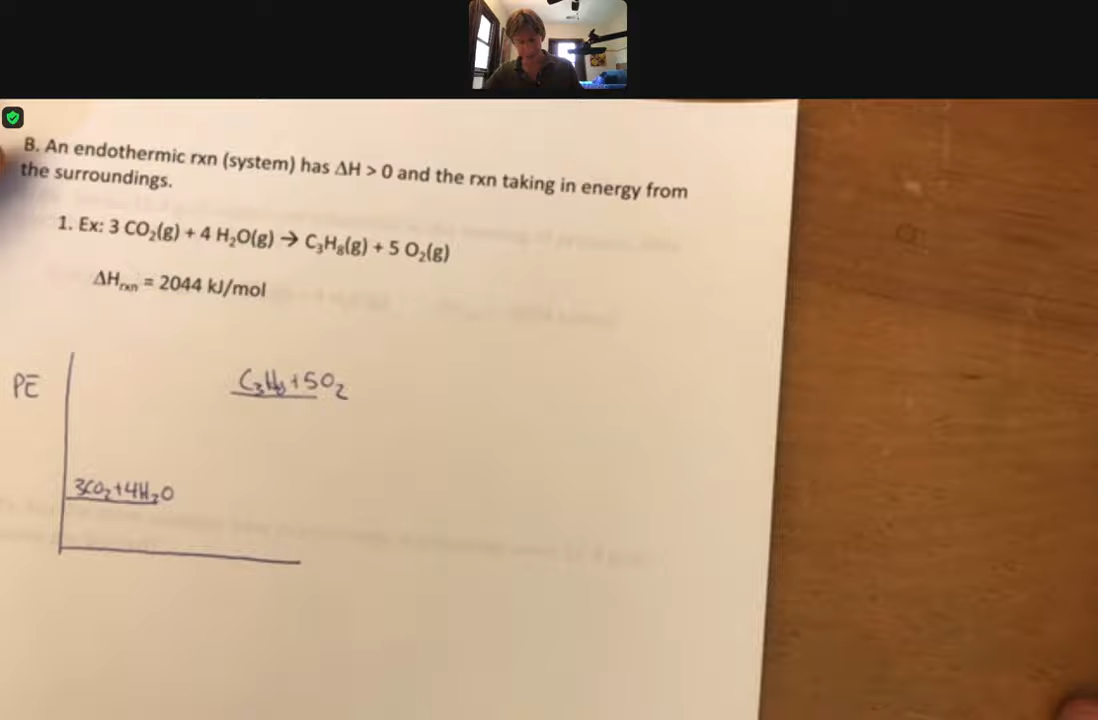 B. An endothermic rxn (system) has ΔH > 0 and the rxn taking in energy from
the surroundings.
1. Ex: 3 CO₂(g) + 4 H₂O(g) → C₃H₈(g) + 5 O₂(g)
ΔHᵣₓₙ = 2044 kJ/mol
PE
C₃H₈+5O₂
3CO₂+4H₂O